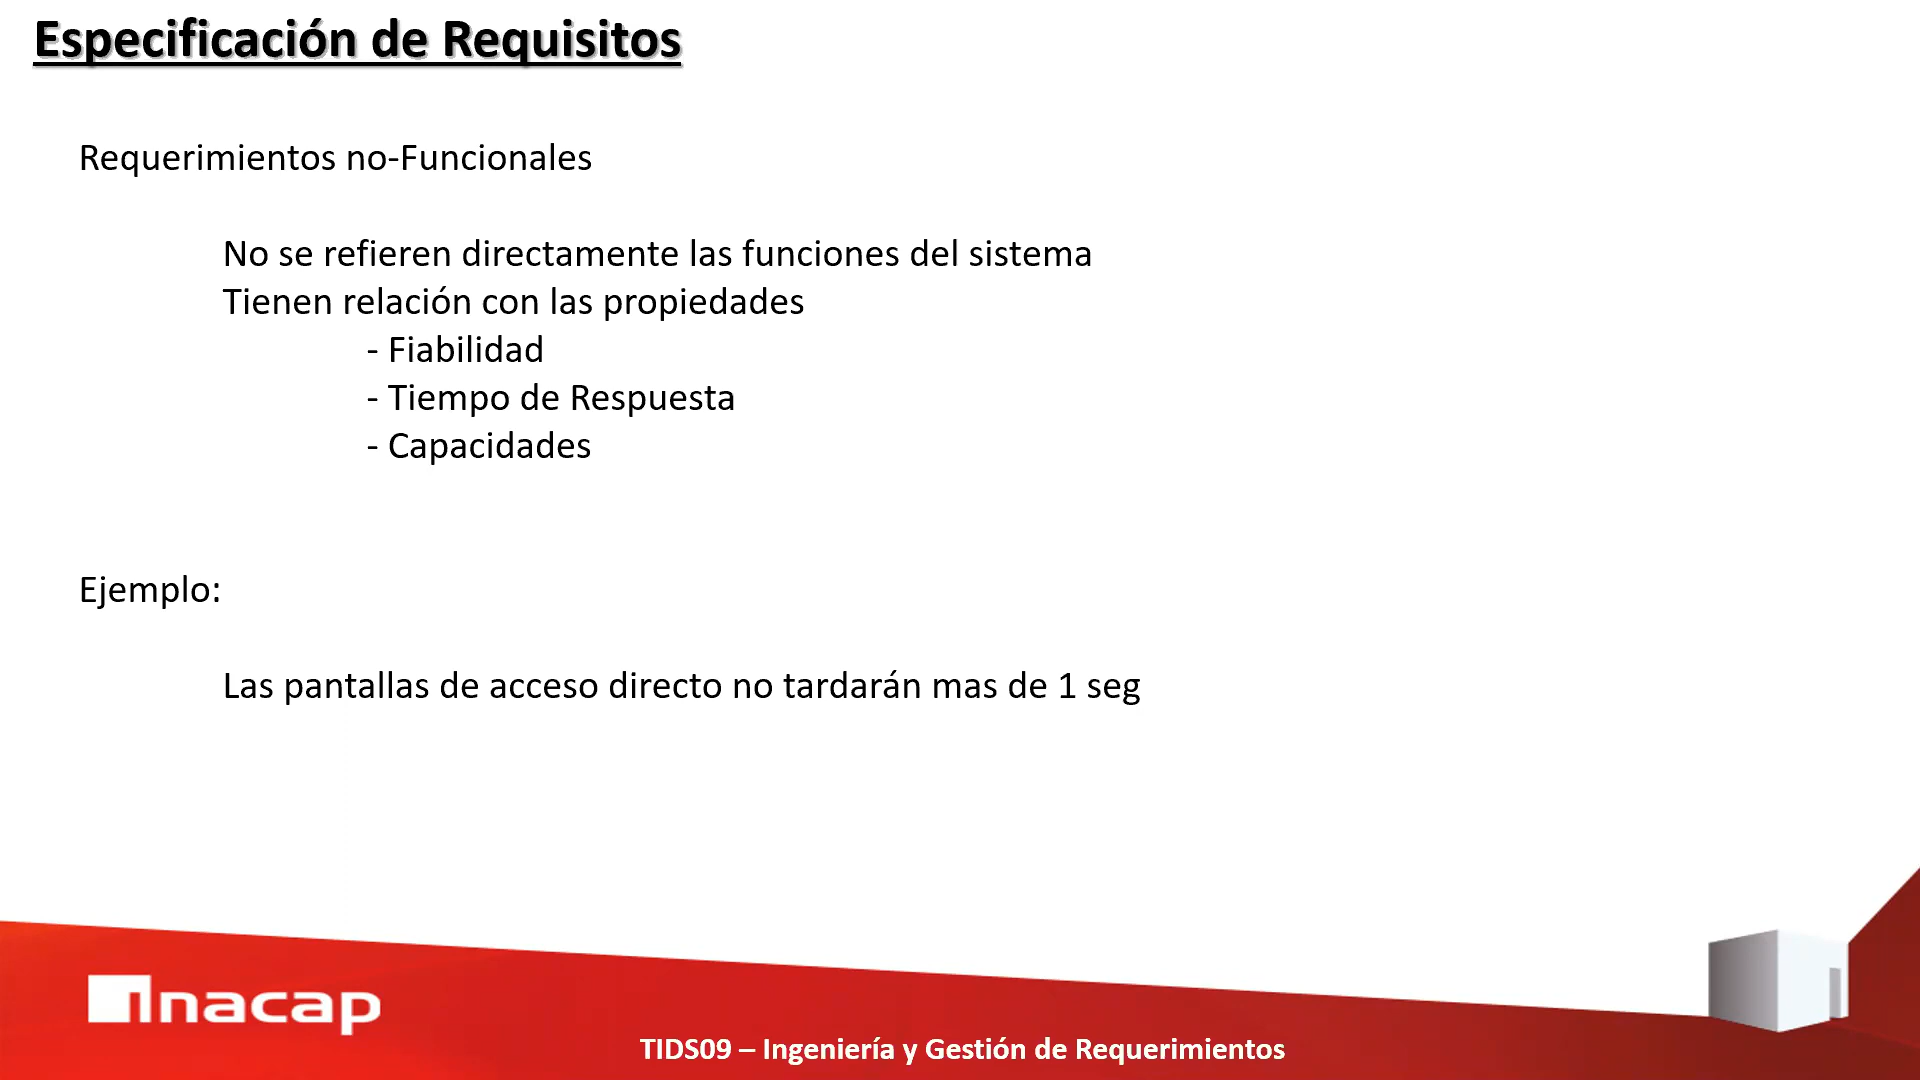 Especificación de Requisitos
Requerimientos no-Funcionales
No se refieren directamente las funciones del sistema
Tienen relación con las propiedades
- Fiabilidad
- Tiempo de Respuesta
- Capacidades
Ejemplo:
Las pantallas de acceso directo no tardarán mas de 1 seg
Inacap
TIDS09 – Ingeniería y Gestión de Requerimientos